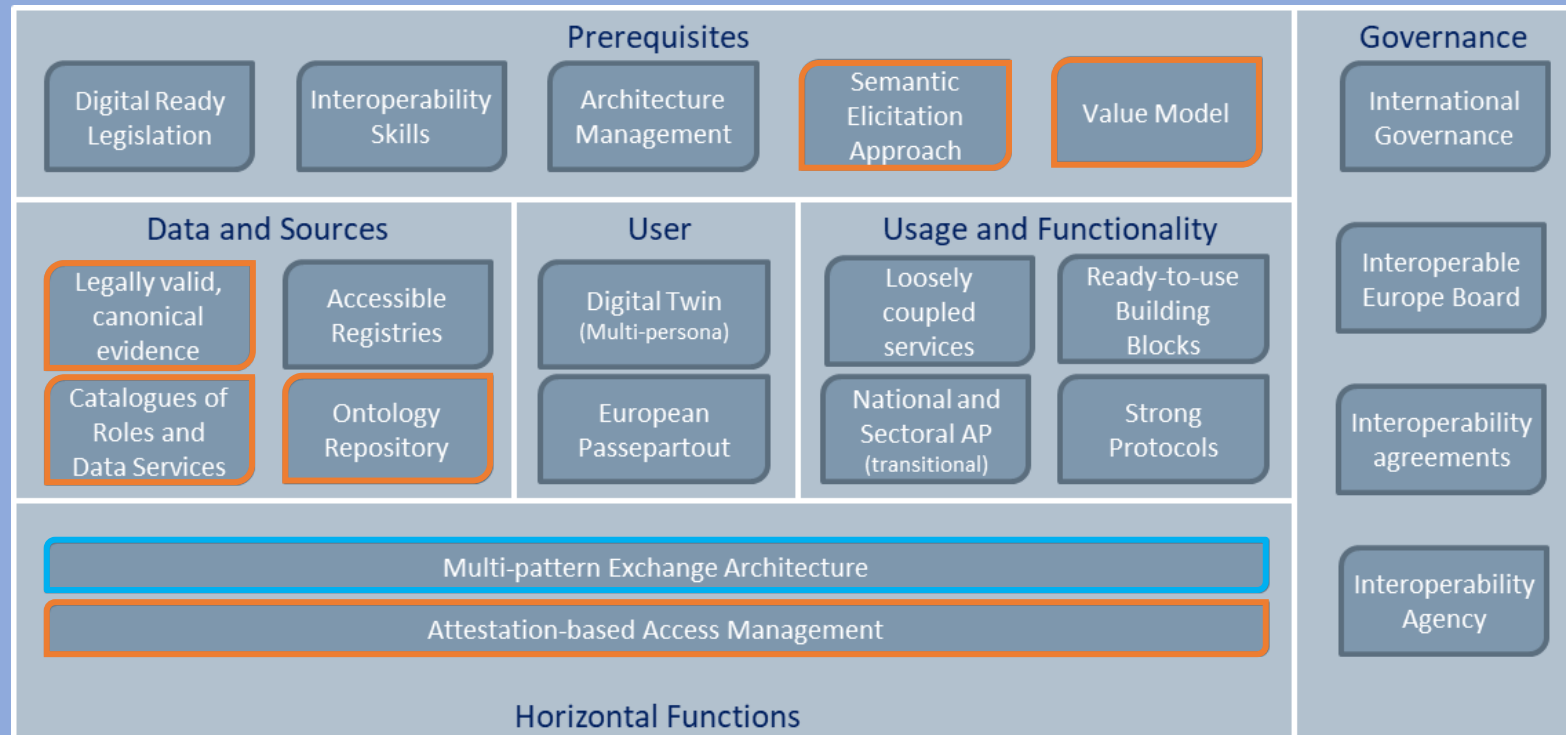 Prerequisites
Digital Ready
Legislation
Interoperability
Skills
Architecture
Management
Semantic
Elicitation
Approach
Value Model
Data and Sources
Legally valid,
canonical
evidence
Accessible
Registries
Catalogues of
Roles and
Data Services
Ontology
Repository
User
Digital Twin
(Multi-persona)
European
Passepartout
Usage and Functionality
Loosely
coupled
services
Ready-to-use
Building
Blocks
National and
Sectoral AP
(transitional)
Strong
Protocols
Multi-pattern Exchange Architecture
Attestation-based Access Management
Horizontal Functions
Governance
International
Governance
Interoperable
Europe Board
Interoperability
agreements
Interoperability
Agency